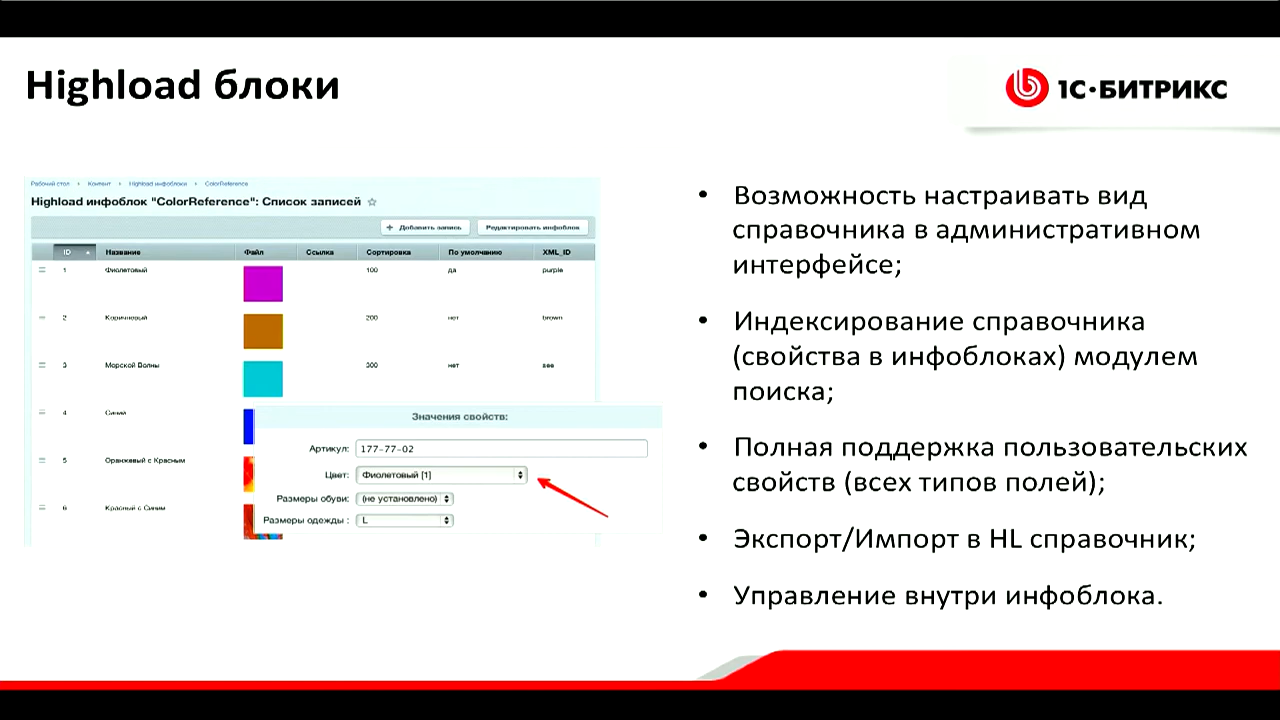 Highload блоки
1С·БИТРИКС
Рабочий стол › Контент › Highload инфоблоки › ColorReference
Highload инфоблок "ColorReference": Список записей
+ Добавить запись Редактировать инфоблок
ID Название Файл Ссылка Сортировка По умолчанию XML_ID
1 Фиолетовый 100 да purple
2 Коричневый 200 нет brown
3 Морской Волны 300 нет see
4 Синий
5 Оранжевый с Красным
6 Красный с Синим
Значения свойств:
Артикул: 177-77-02
Цвет: Фиолетовый [1]
Размеры обуви: (не установлено)
Размеры одежды : L
• Возможность настраивать вид
справочника в административном
интерфейсе;
• Индексирование справочника
(свойства в инфоблоках) модулем
поиска;
• Полная поддержка пользовательских
свойств (всех типов полей);
• Экспорт/Импорт в HL справочник;
• Управление внутри инфоблока.